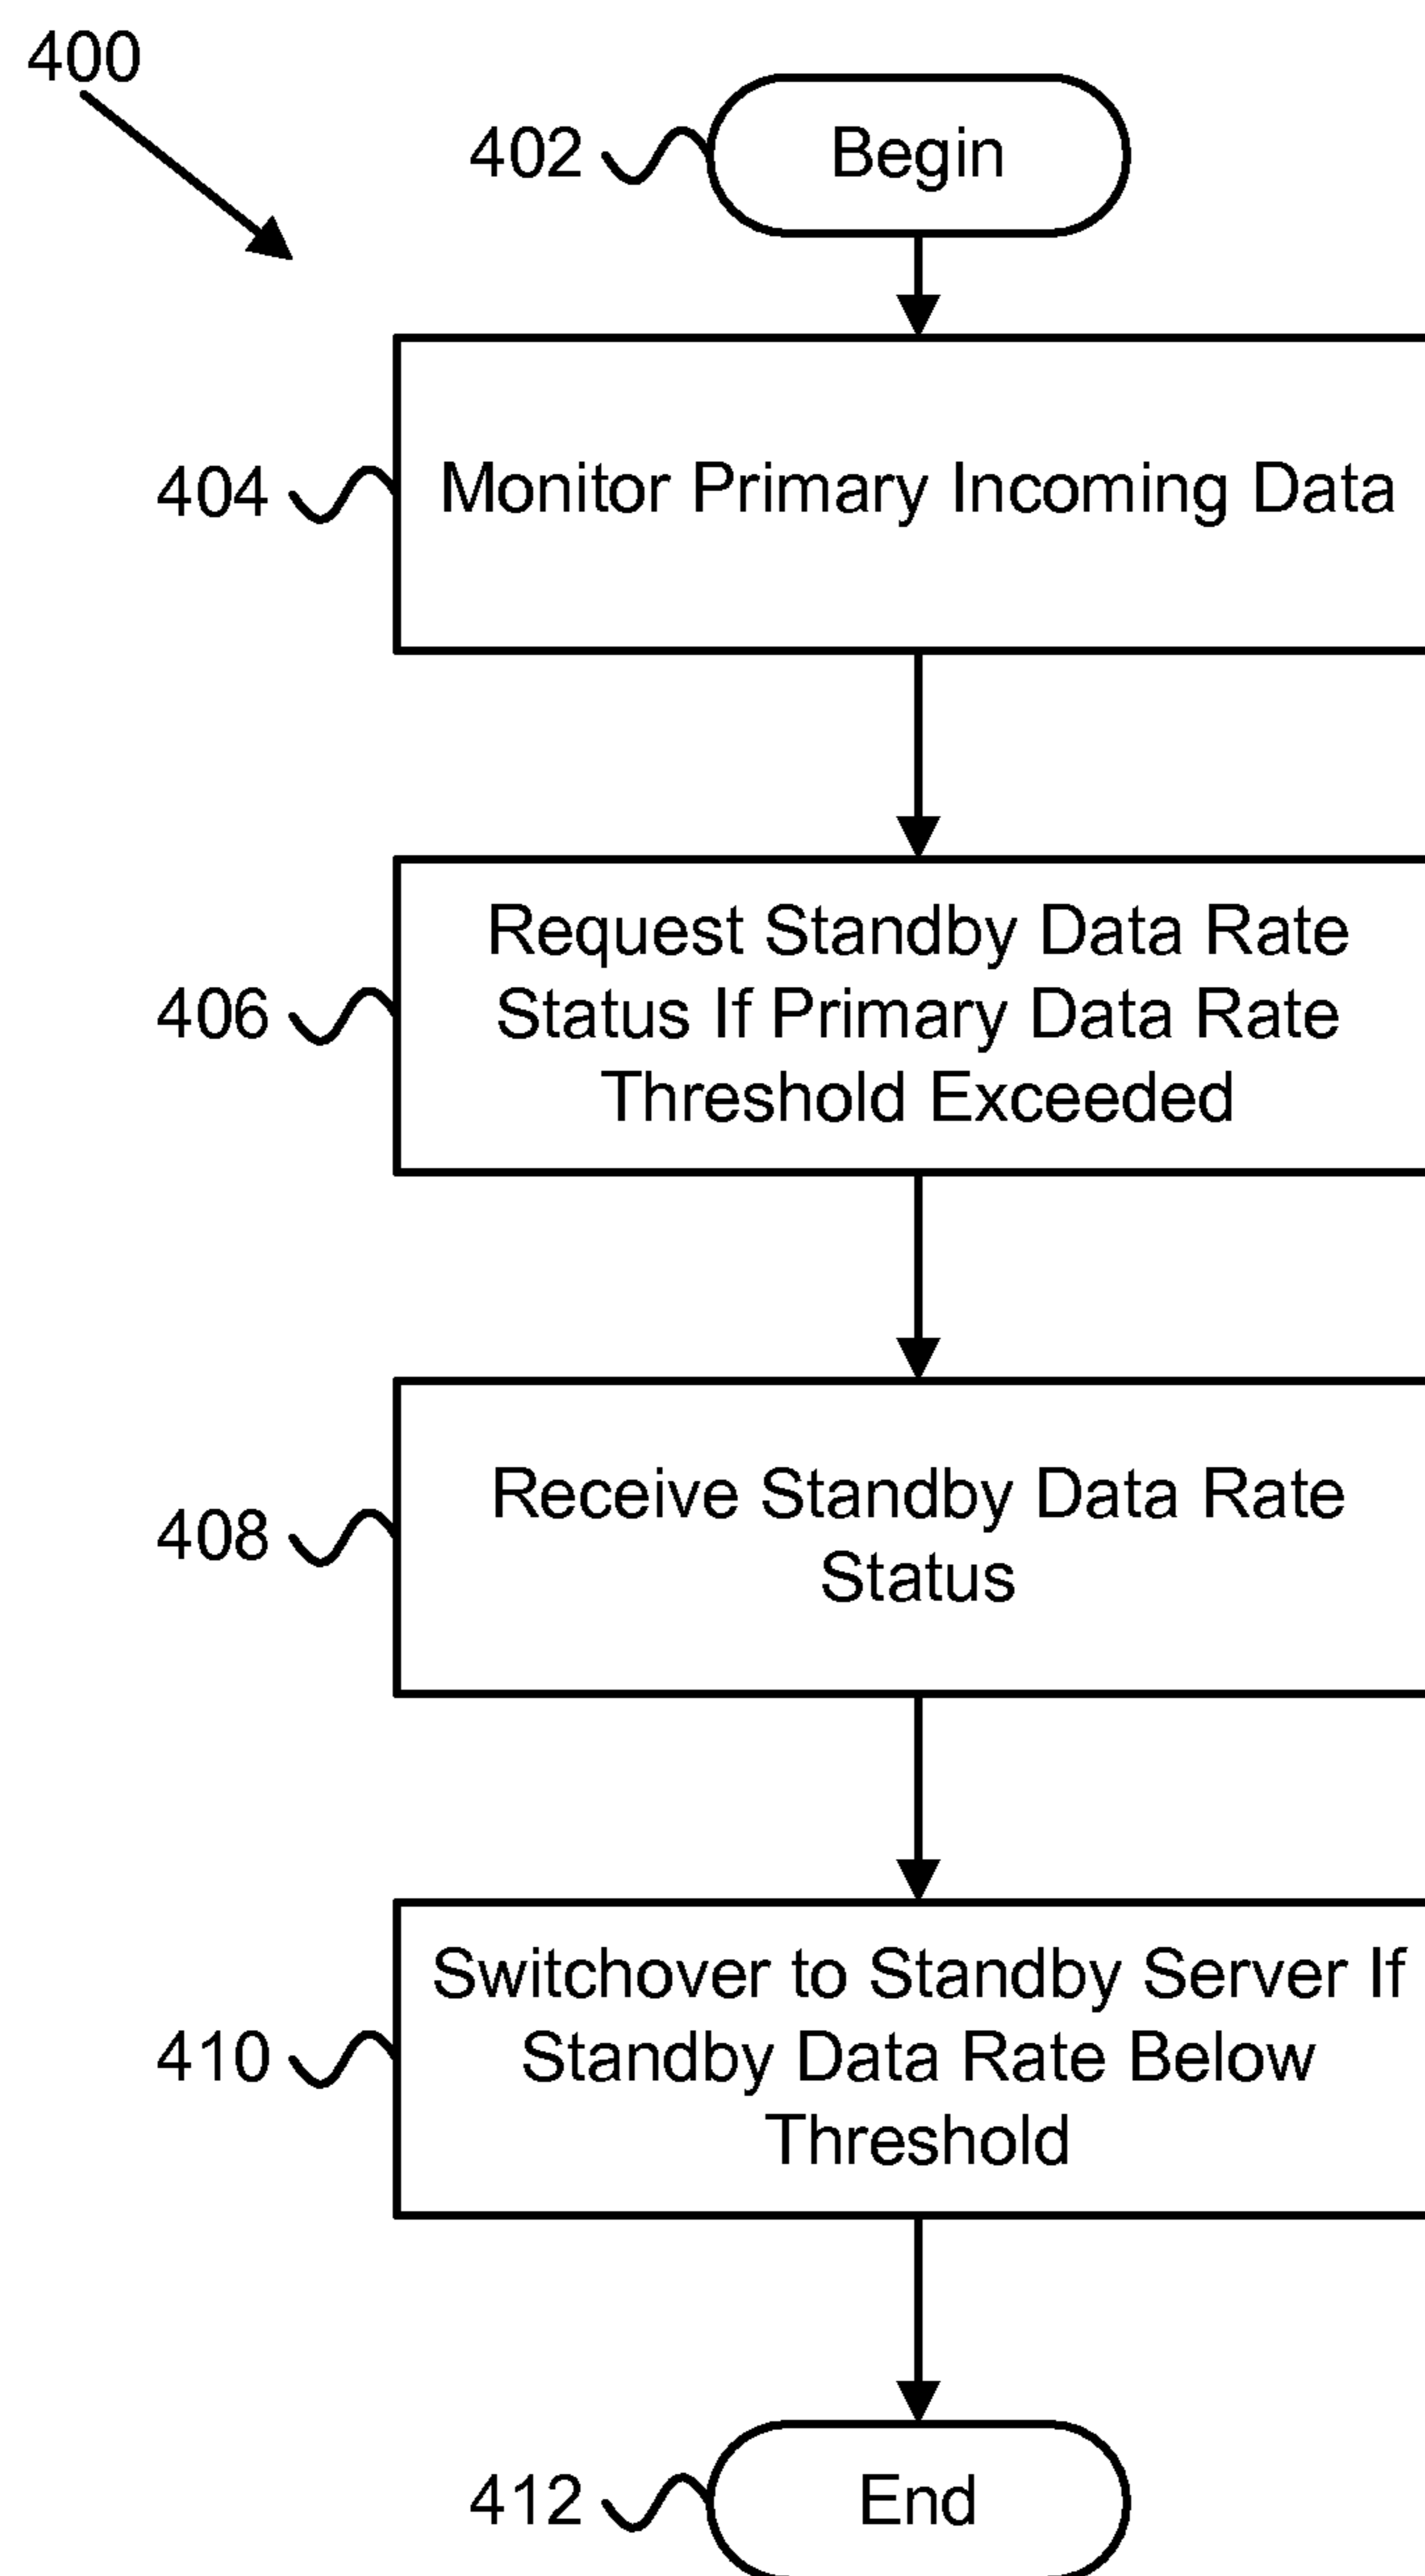 400
402
Begin
404
Monitor Primary Incoming Data
406
Request Standby Data Rate
Status If Primary Data Rate
Threshold Exceeded
408
Receive Standby Data Rate
Status
410
Switchover to Standby Server If
Standby Data Rate Below
Threshold
412
End